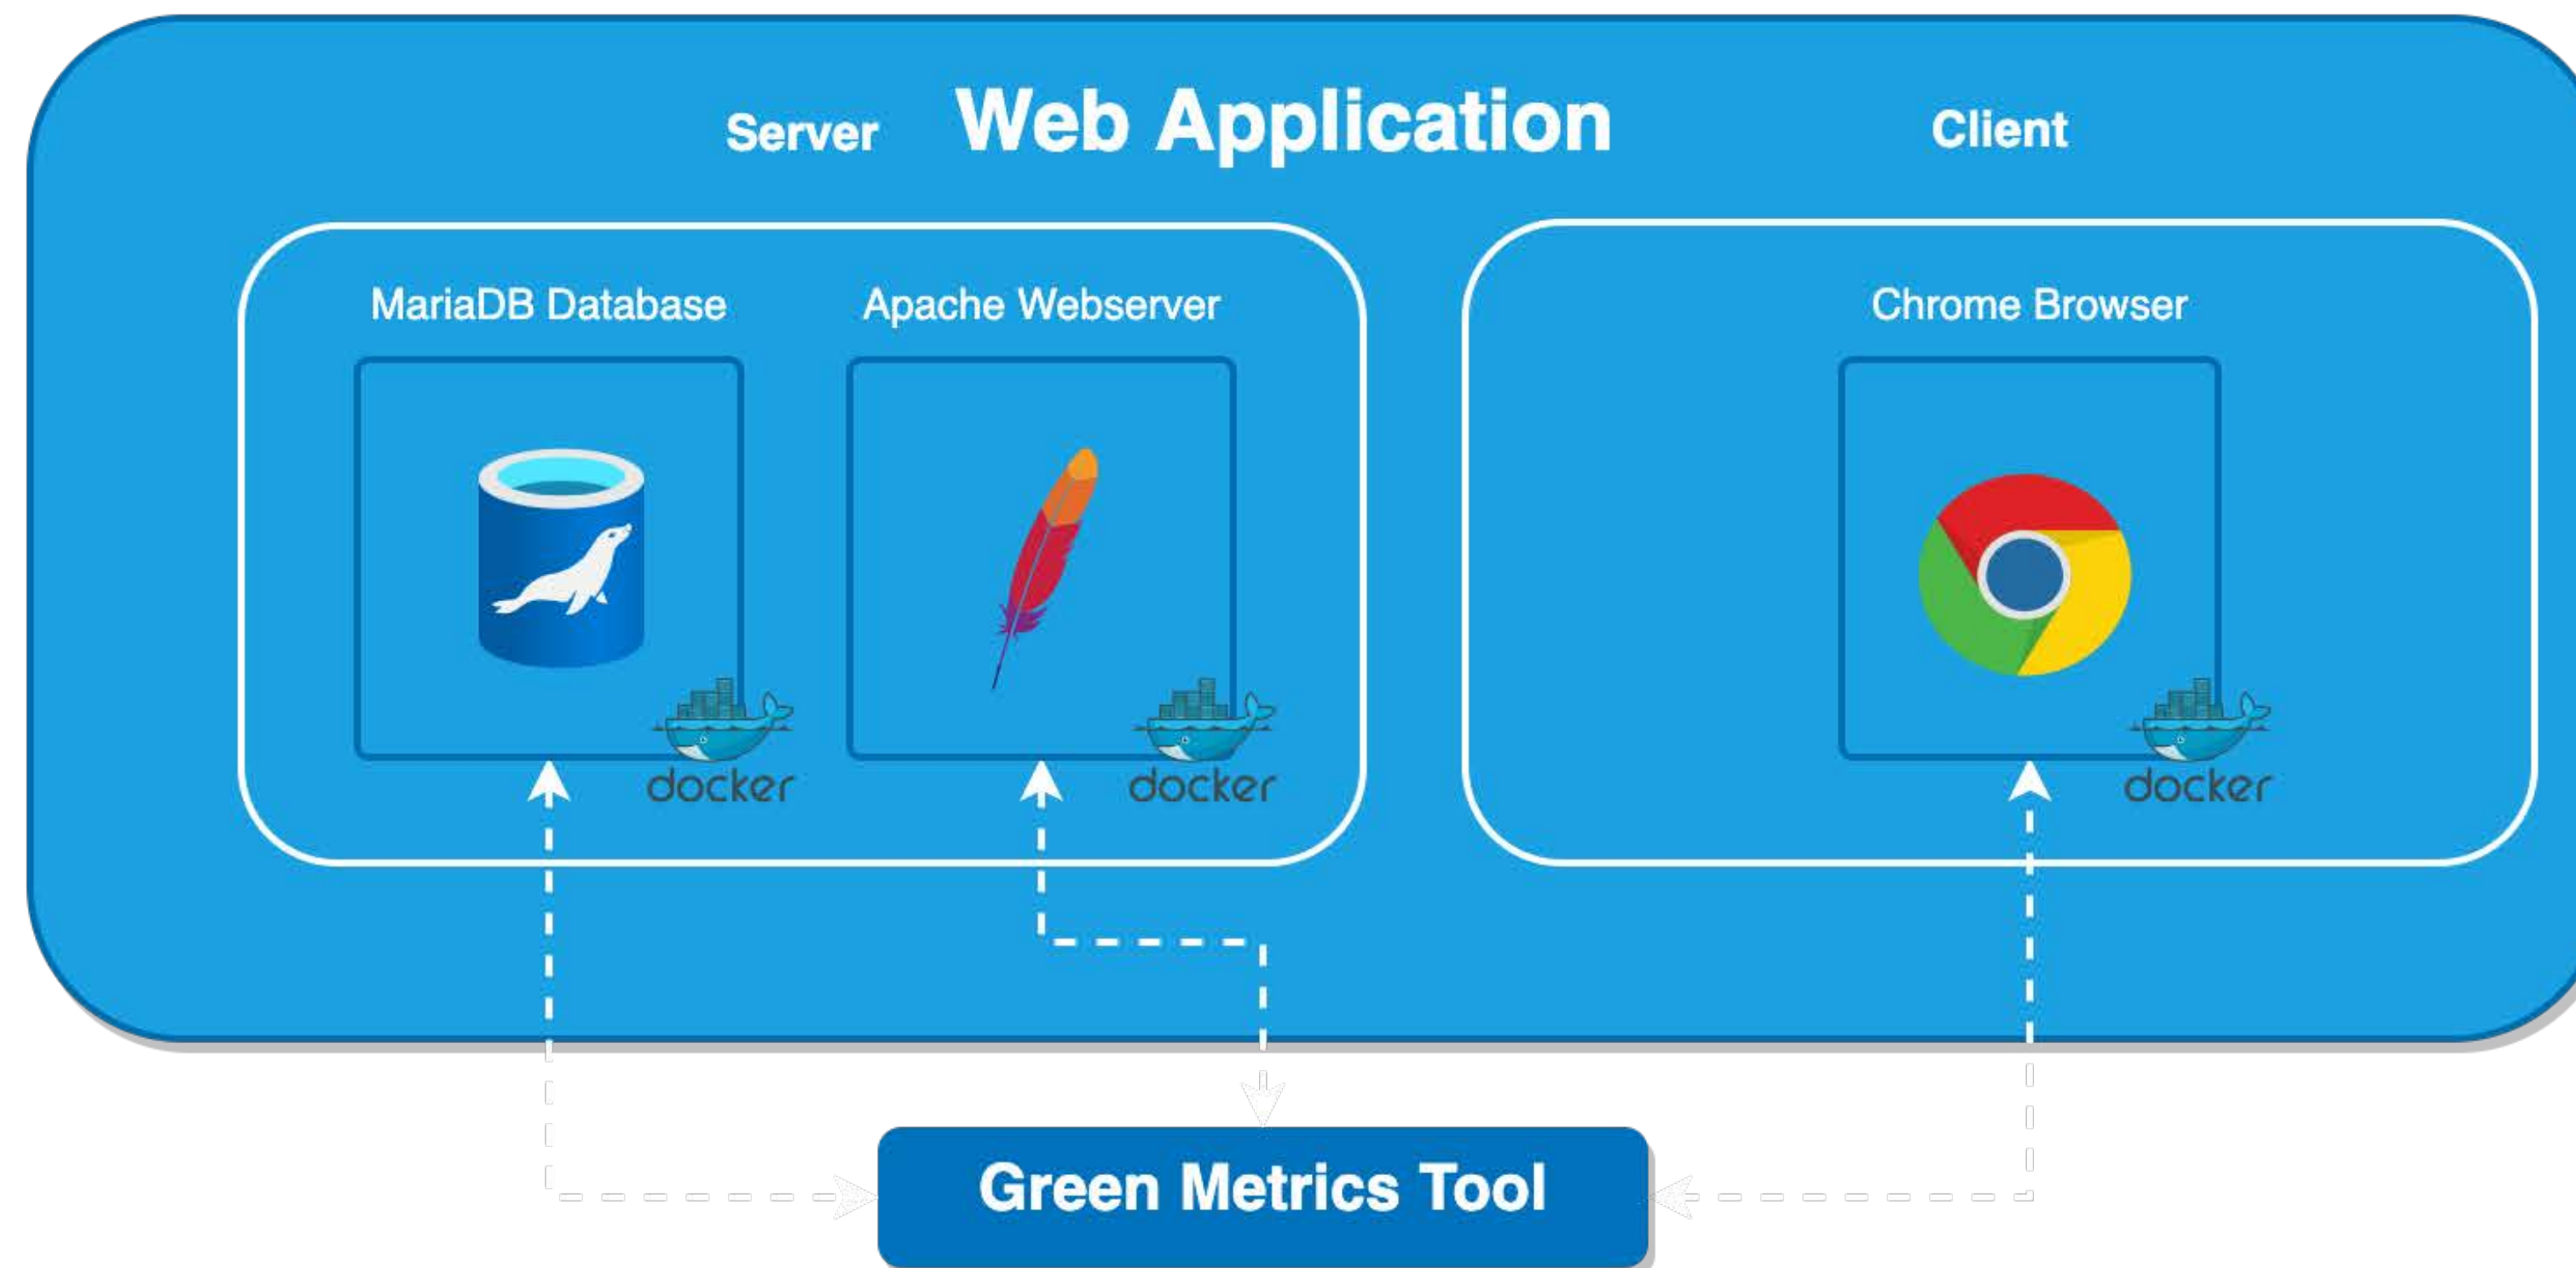 Web Application
Server
Client
MariaDB Database
Apache Webserver
Chrome Browser
docker
docker
docker
Green Metrics Tool